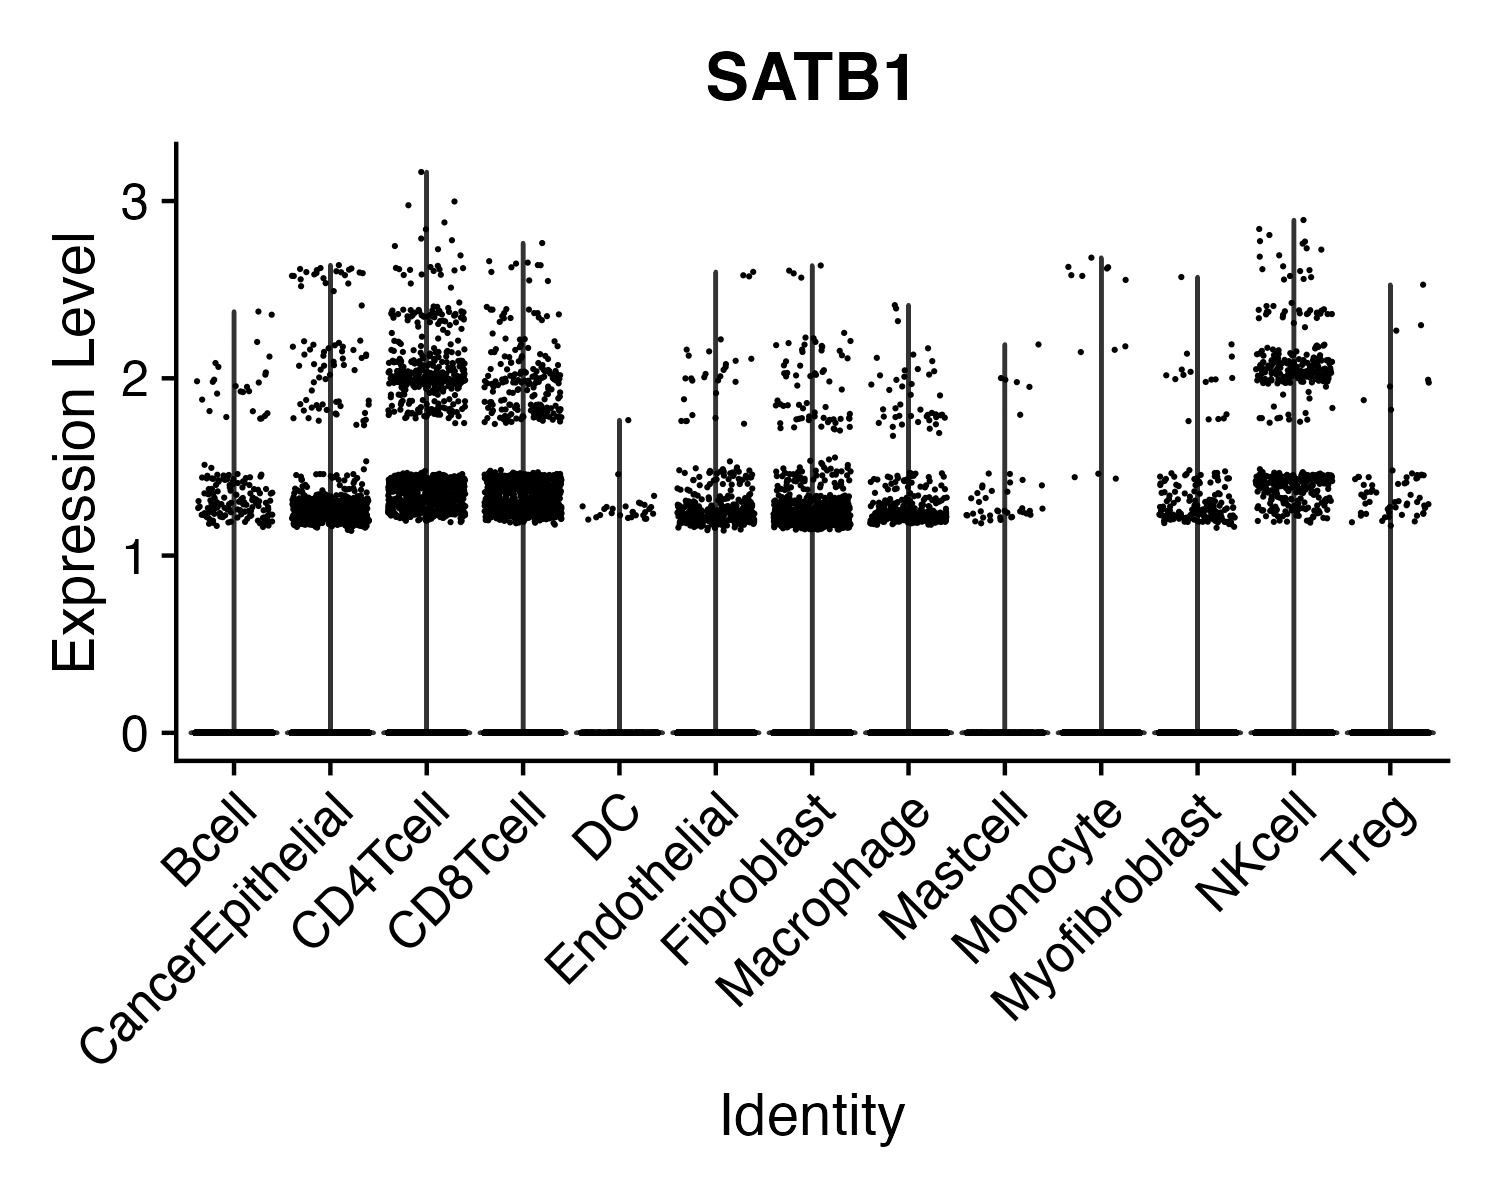 SATB1
Expression Level
3
2
1
0
Bcell
CancerEpithelial
CD4Tcell
CD8Tcell
DC
Endothelial
Fibroblast
Macrophage
Mastcell
Monocyte
Myofibroblast
NKcell
Treg
Identity